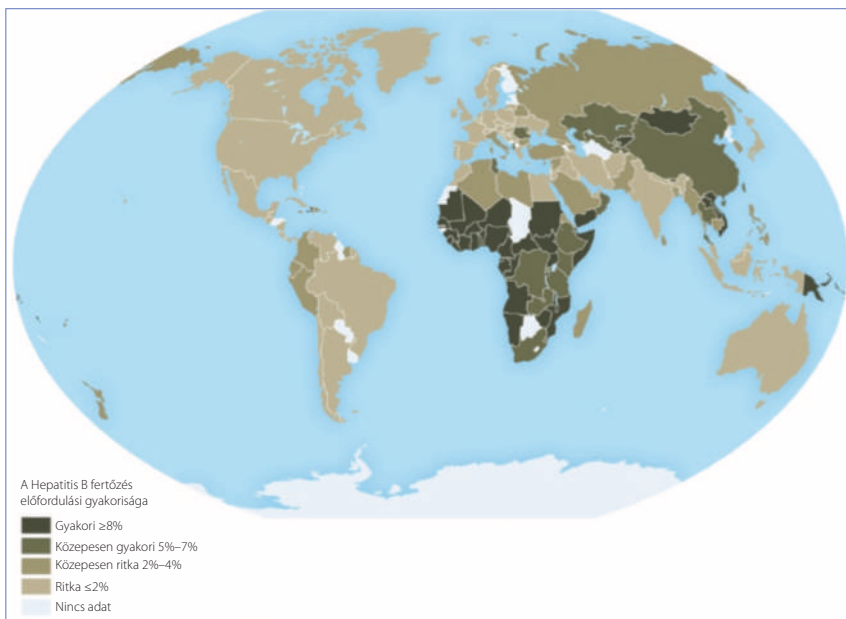 A Hepatitis B fertőzés
előfordulási gyakorisága
Gyakori ≥8%
Közepesen gyakori 5%–7%
Közepesen ritka 2%–4%
Ritka ≤2%
Nincs adat